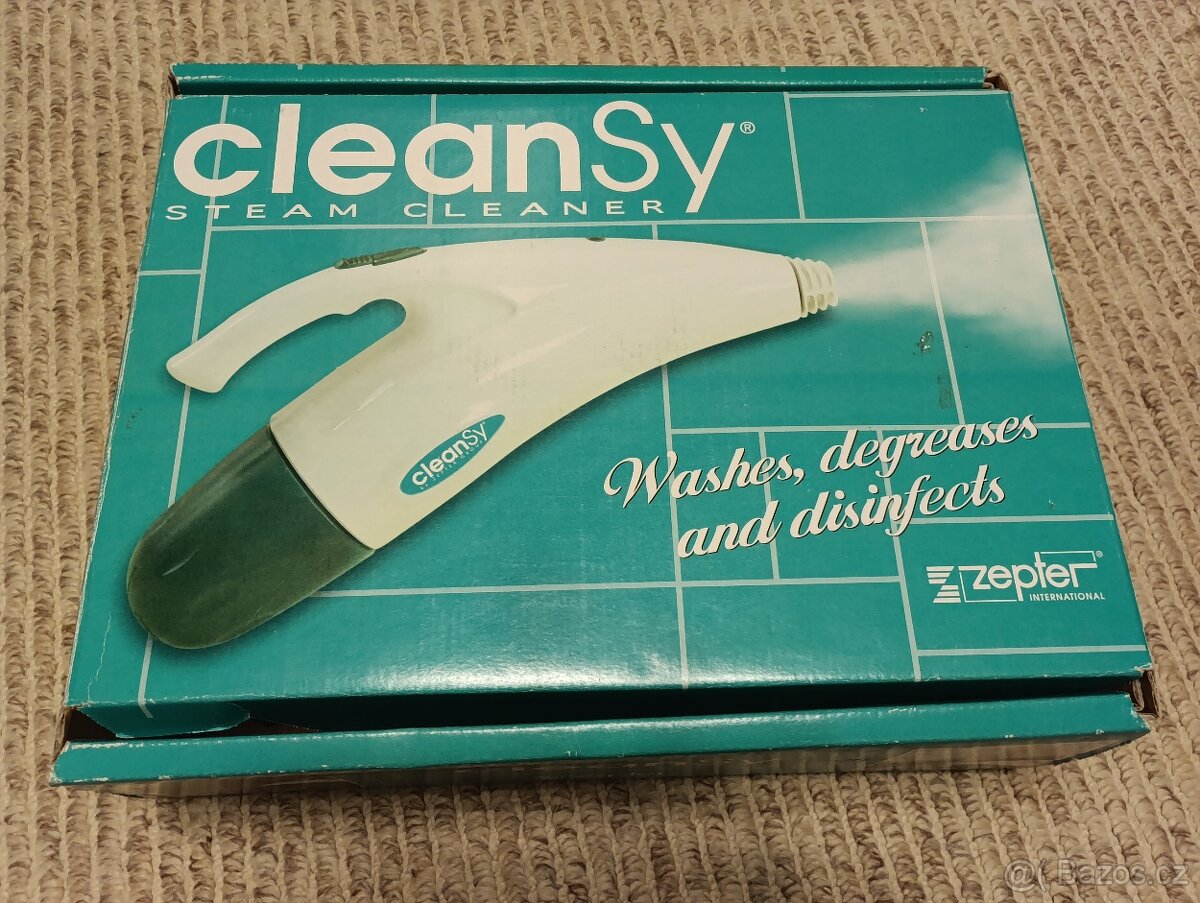 cleanSy®
STEAM CLEANER
cleanSy
Washes, degreases
and disinfects
zepter®
INTERNATIONAL
@( Bazos.cz